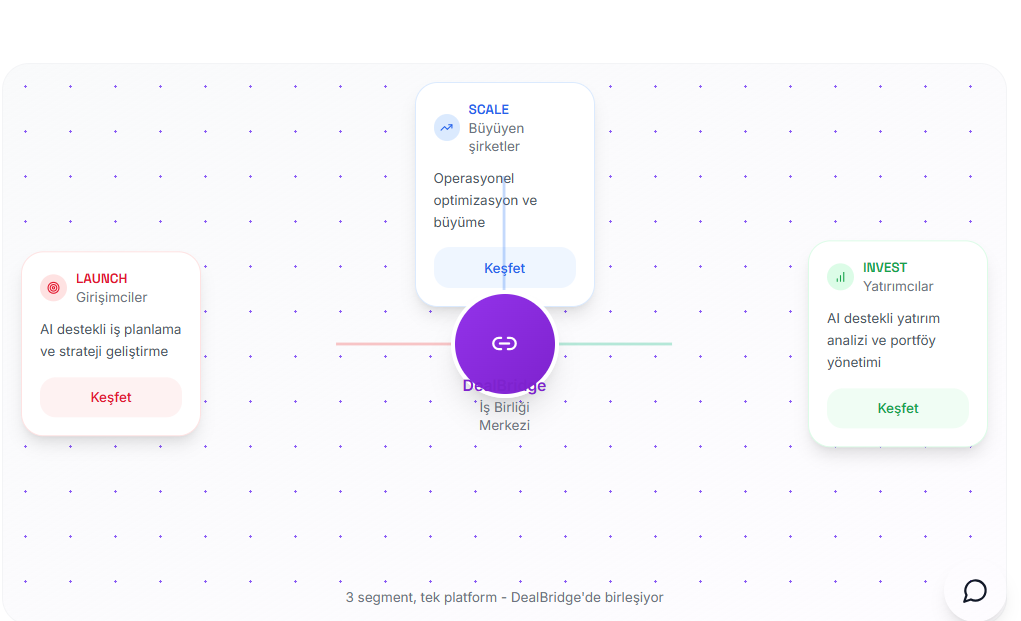 SCALE
Büyüyen
şirketler
Operasyonel
optimizasyon ve
büyüme
Keşfet
LAUNCH
Girişimciler
AI destekli iş planlama
ve strateji geliştirme
Keşfet
INVEST
Yatırımcılar
AI destekli yatırım
analizi ve portföy
yönetimi
Keşfet
DealBridge
İş Birliği
Merkezi
3 segment, tek platform - DealBridge'de birleşiyor